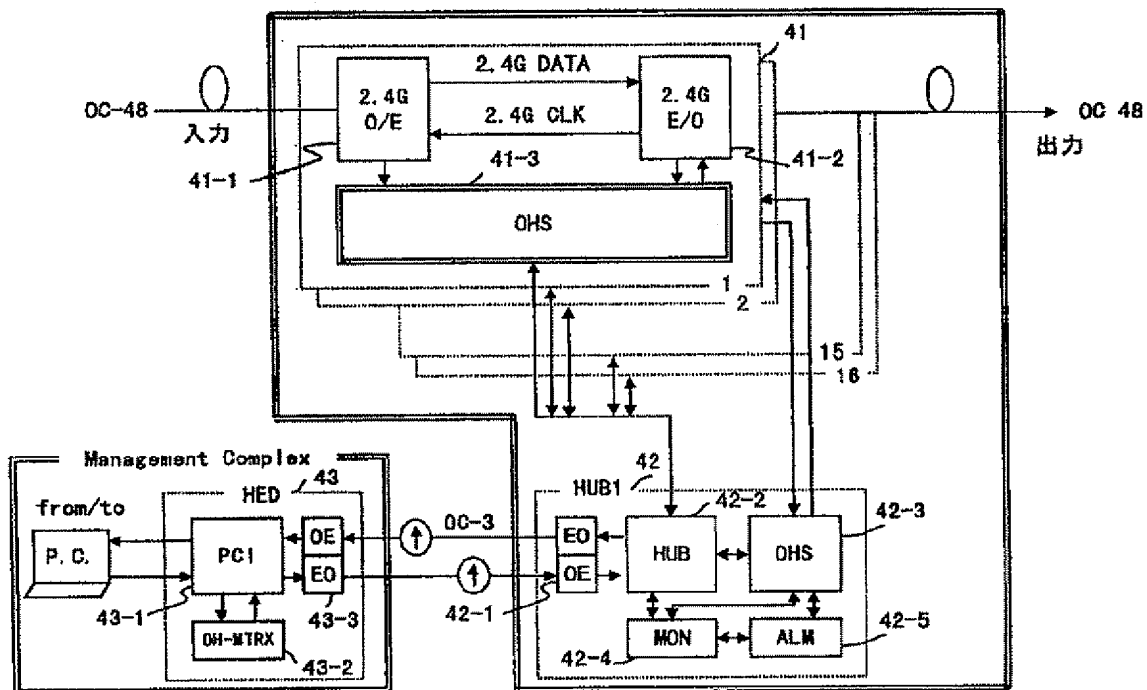 41
2.4G DATA
2.4G O/E
2.4G E/O
2.4G CLK
OC-48
入力
OC 48
出力
41-1
41-3
41-2
OHS
1
2
15
16
Management Complex
HED
43
from/to
P.C.
PCI
OE
EO
OC-3
43-1
43-3
OH-MTRX
43-2
42
HUB1
42-2
42-3
EO
OE
HUB
OHS
42-1
MON
ALM
42-4
42-5